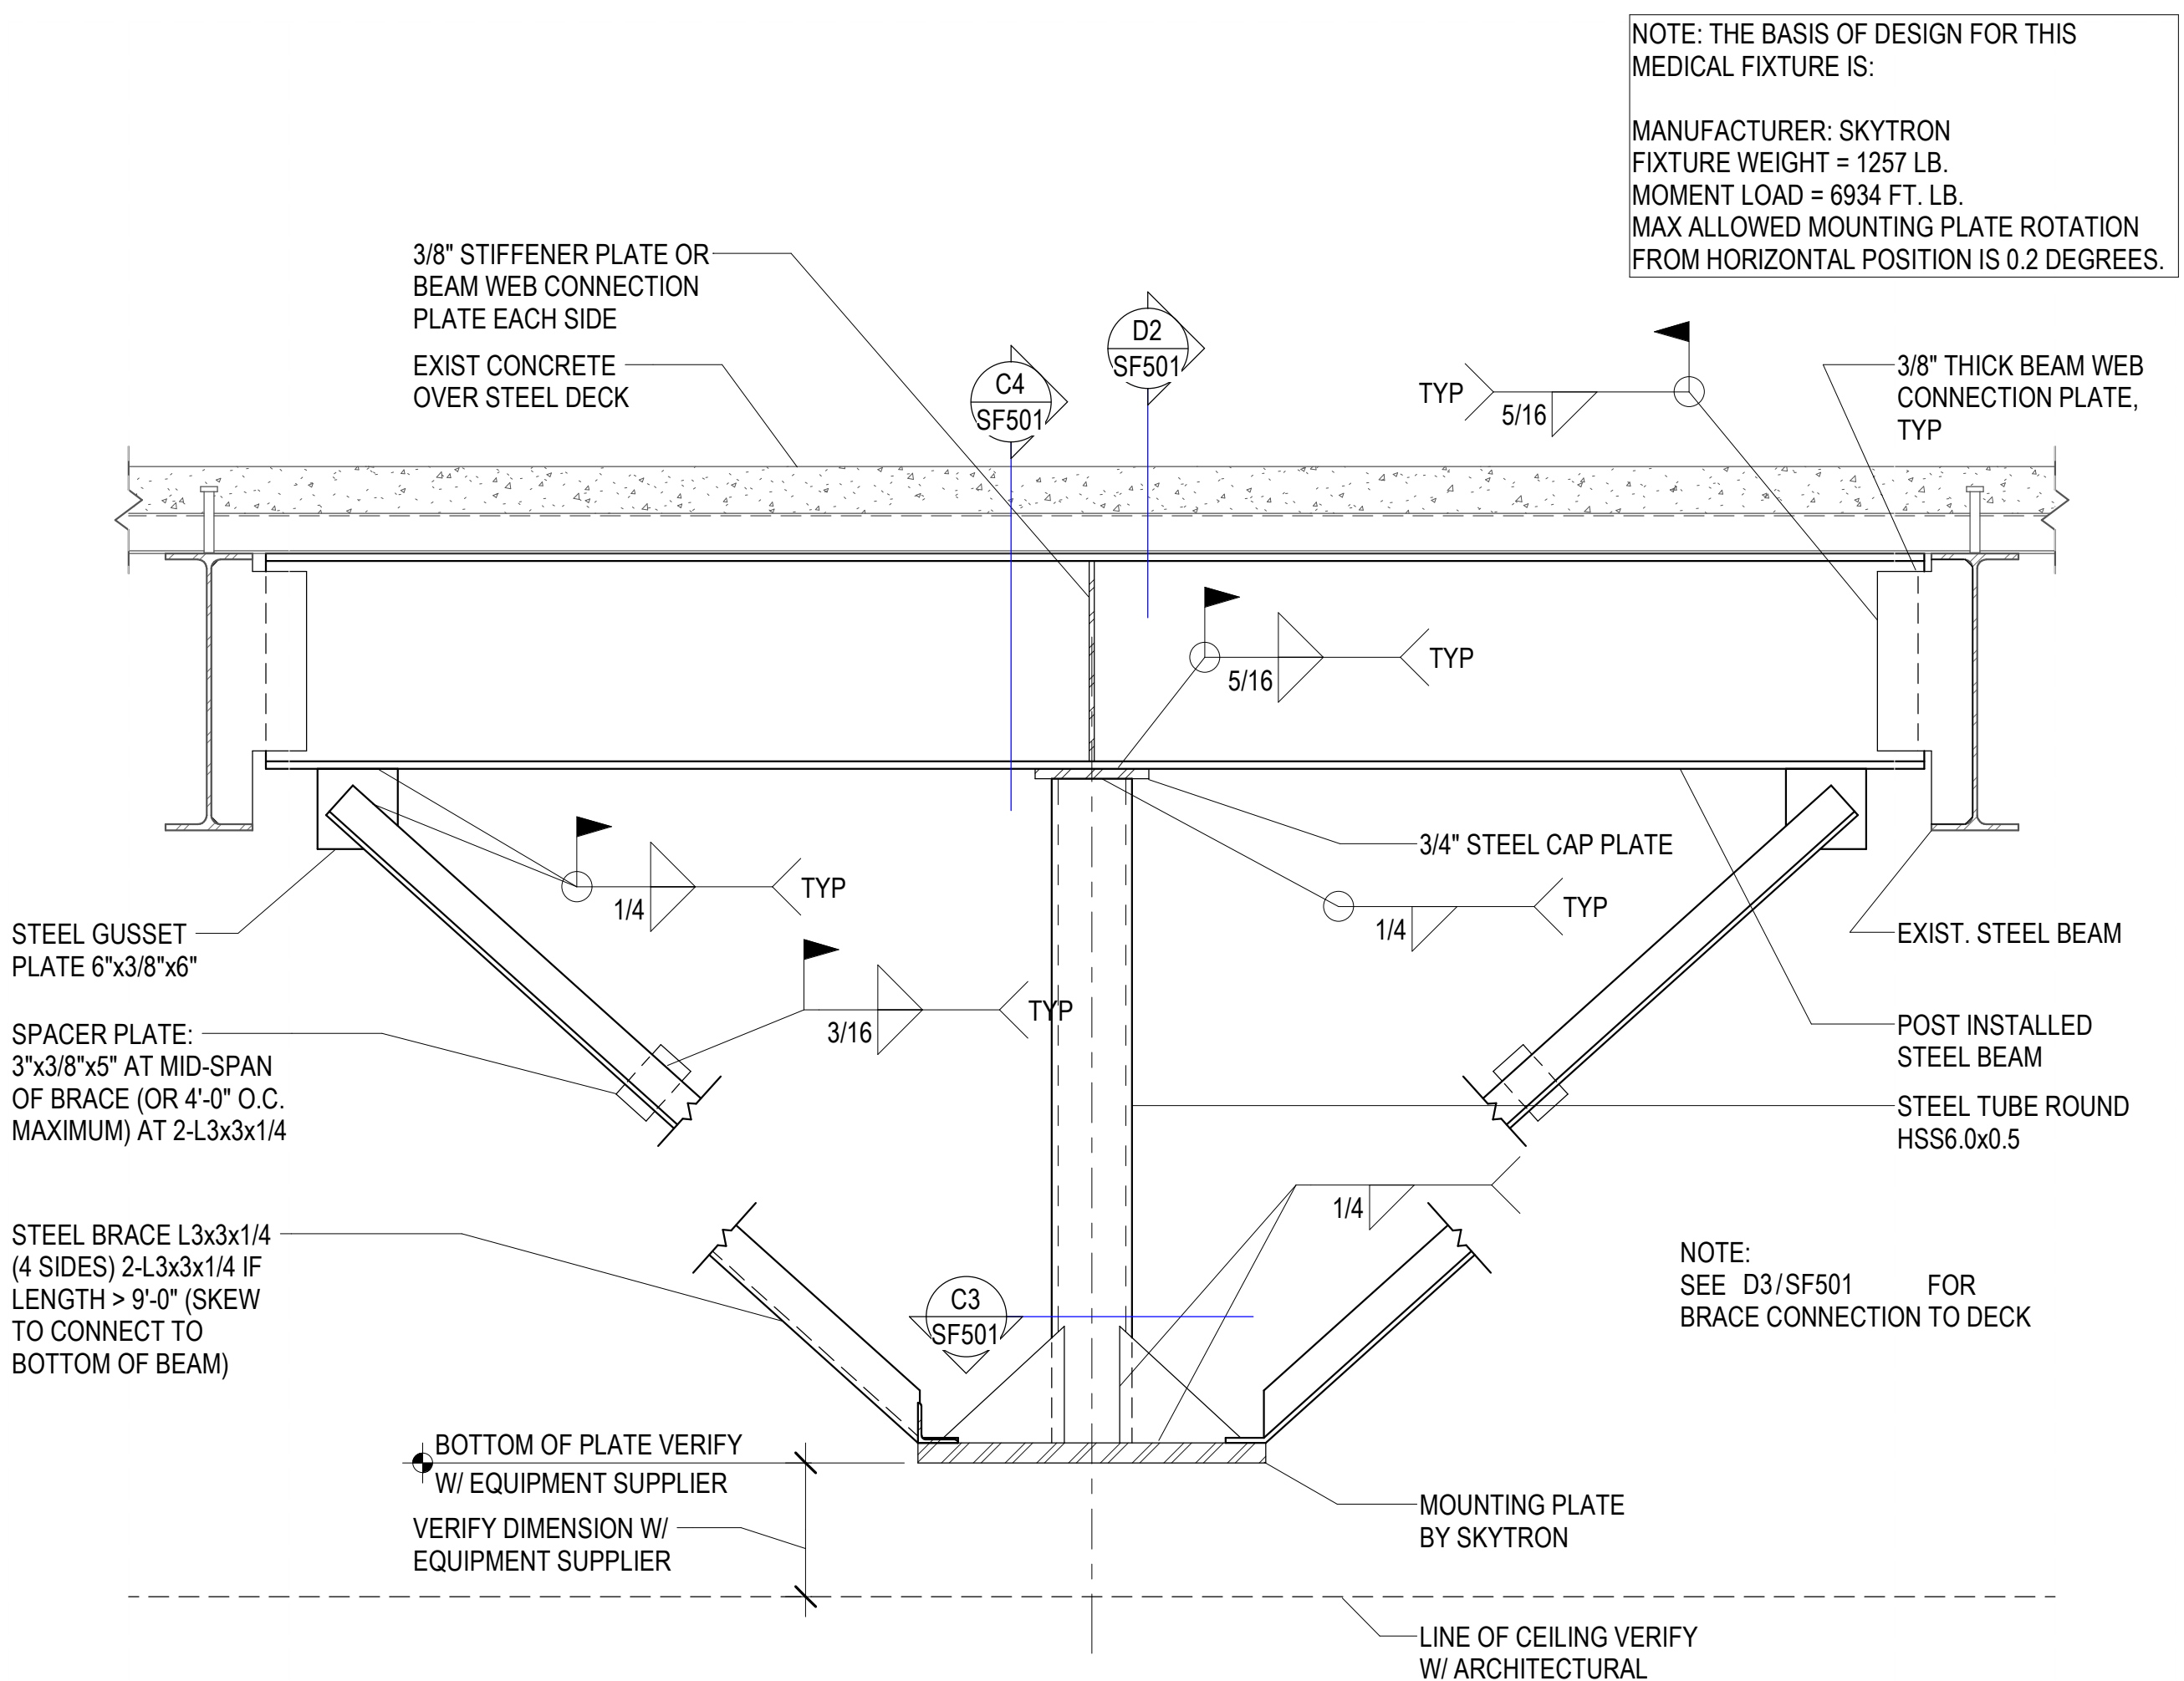 NOTE: THE BASIS OF DESIGN FOR THIS
MEDICAL FIXTURE IS:
MANUFACTURER: SKYTRON
FIXTURE WEIGHT = 1257 LB.
MOMENT LOAD = 6934 FT. LB.
MAX ALLOWED MOUNTING PLATE ROTATION
FROM HORIZONTAL POSITION IS 0.2 DEGREES.
3/8" STIFFENER PLATE OR
BEAM WEB CONNECTION
PLATE EACH SIDE
EXIST CONCRETE
OVER STEEL DECK
C4
SF501
D2
SF501
TYP
5/16
3/8" THICK BEAM WEB
CONNECTION PLATE,
TYP
5/16
TYP
3/4" STEEL CAP PLATE
1/4
TYP
1/4
TYP
STEEL GUSSET
PLATE 6"x3/8"x6"
EXIST. STEEL BEAM
3/16
TYP
SPACER PLATE:
3"x3/8"x5" AT MID-SPAN
OF BRACE (OR 4'-0" O.C.
MAXIMUM) AT 2-L3x3x1/4
POST INSTALLED
STEEL BEAM
STEEL TUBE ROUND
HSS6.0x0.5
1/4
STEEL BRACE L3x3x1/4
(4 SIDES) 2-L3x3x1/4 IF
LENGTH > 9'-0" (SKEW
TO CONNECT TO
BOTTOM OF BEAM)
C3
SF501
NOTE:
SEE D3/SF501 FOR
BRACE CONNECTION TO DECK
BOTTOM OF PLATE VERIFY
W/ EQUIPMENT SUPPLIER
VERIFY DIMENSION W/
EQUIPMENT SUPPLIER
MOUNTING PLATE
BY SKYTRON
LINE OF CEILING VERIFY
W/ ARCHITECTURAL